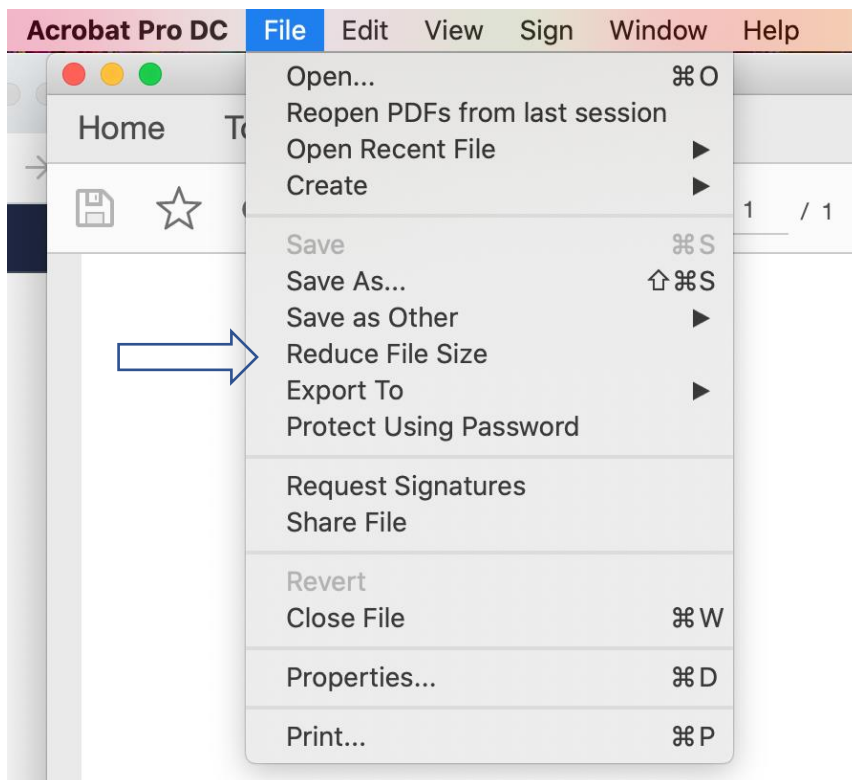 Acrobat Pro DC File Edit View Sign Window Help
Open... ⌘O
Reopen PDFs from last session
Home
Open Recent File ▶
Create ▶
1 / 1
Save ⌘S
Save As... ⇧⌘S
Save as Other ▶
Reduce File Size
Export To ▶
Protect Using Password
Request Signatures
Share File
Revert
Close File ⌘W
Properties... ⌘D
Print... ⌘P